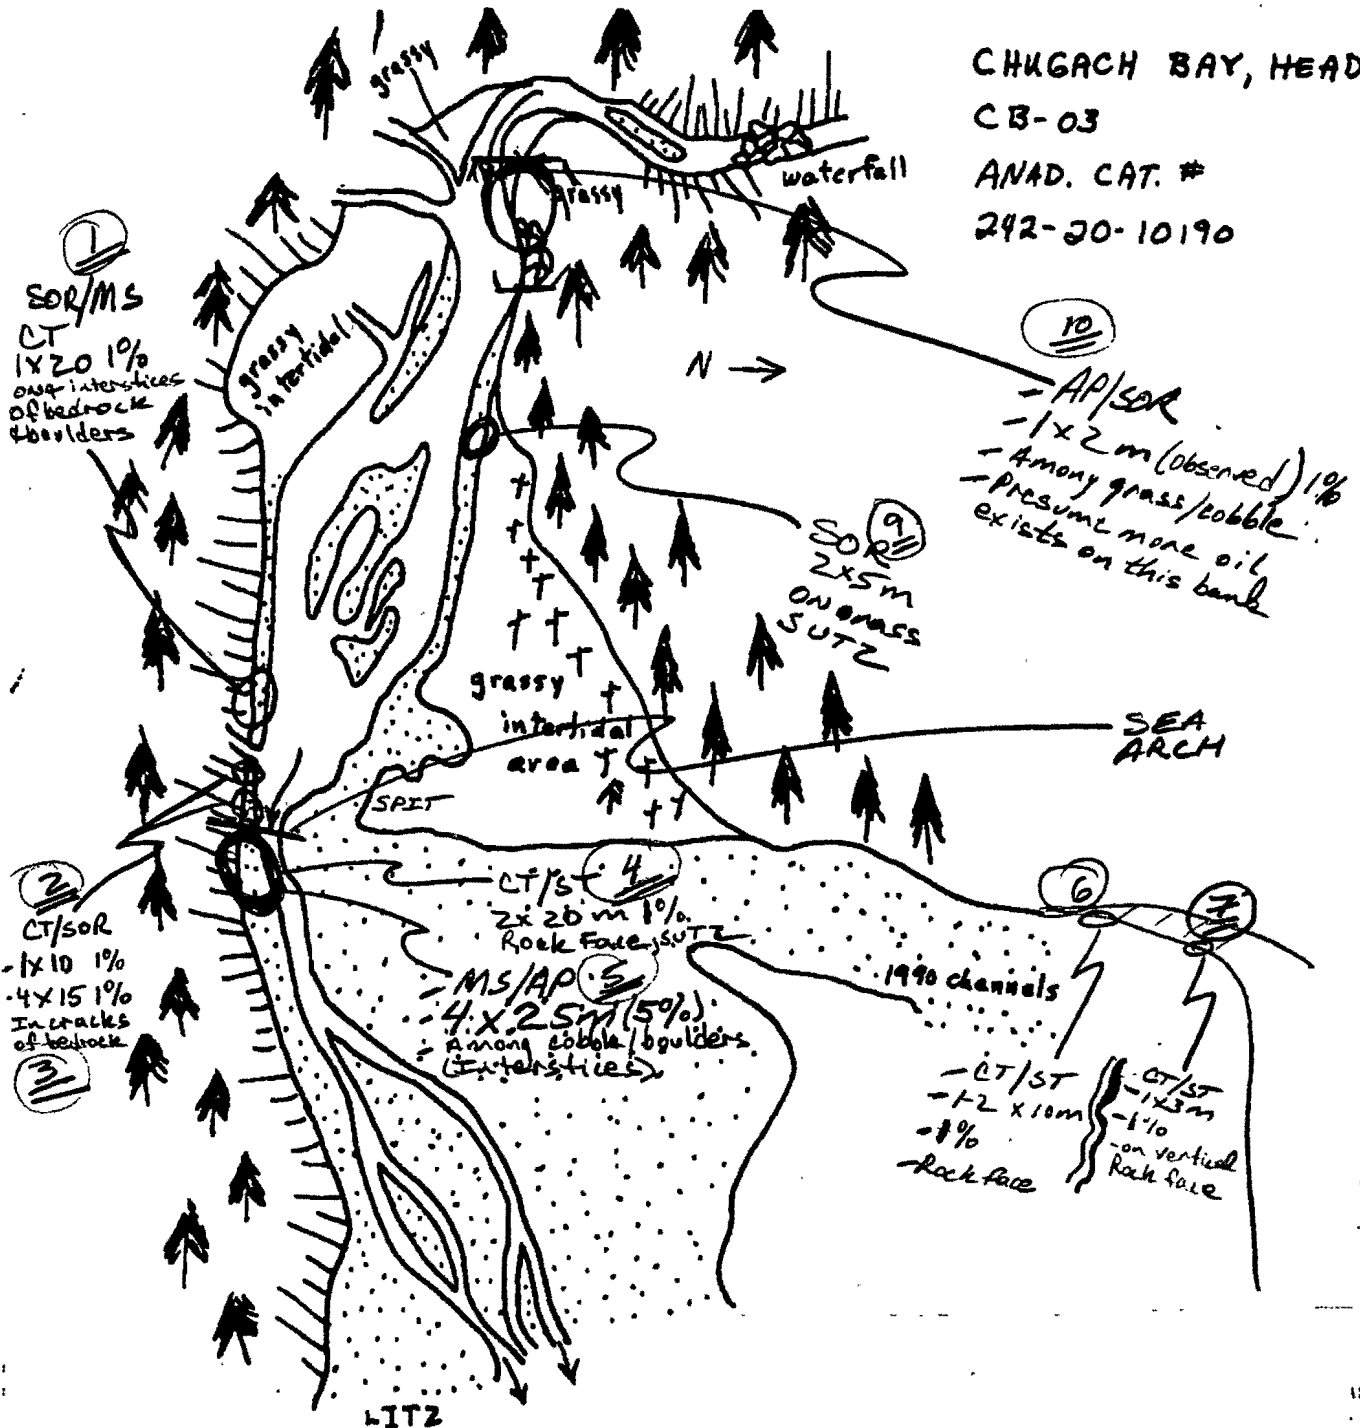 CHUGACH BAY, HEAD
CB-03
ANAD. CAT. #
242-20-10190
grassy
waterfall
grassy
1
SOR/MS
CT
1X20 1%
interstices
of bedrock
&boulders
grassy
intertidal
N
10
- AP/SOR
- 1x2m (observed) 1%
- Among grass/cobble.
- Presume more oil
exists on this bank
9
SOR
2x5m
ON GRASS
SUTZ
grassy
intertidal
area
SEA
ARCH
SPIT
2
CT/SOR
-1X10 1%
-4X15 1%
In cracks
of bedrock
3
4
CT/ST
2x20m 1%.
Rock Face, SUTZ
5
- MS/AP
- 4x25m (5%)
- Among cobble/boulders
(Interstices)
6
7
1990 channels
- CT/ST
- 1-2 x10m
- 1%
- Rock face
- CT/ST
- 1x3m
- 1%
- on vertical
Rock face
LITZ